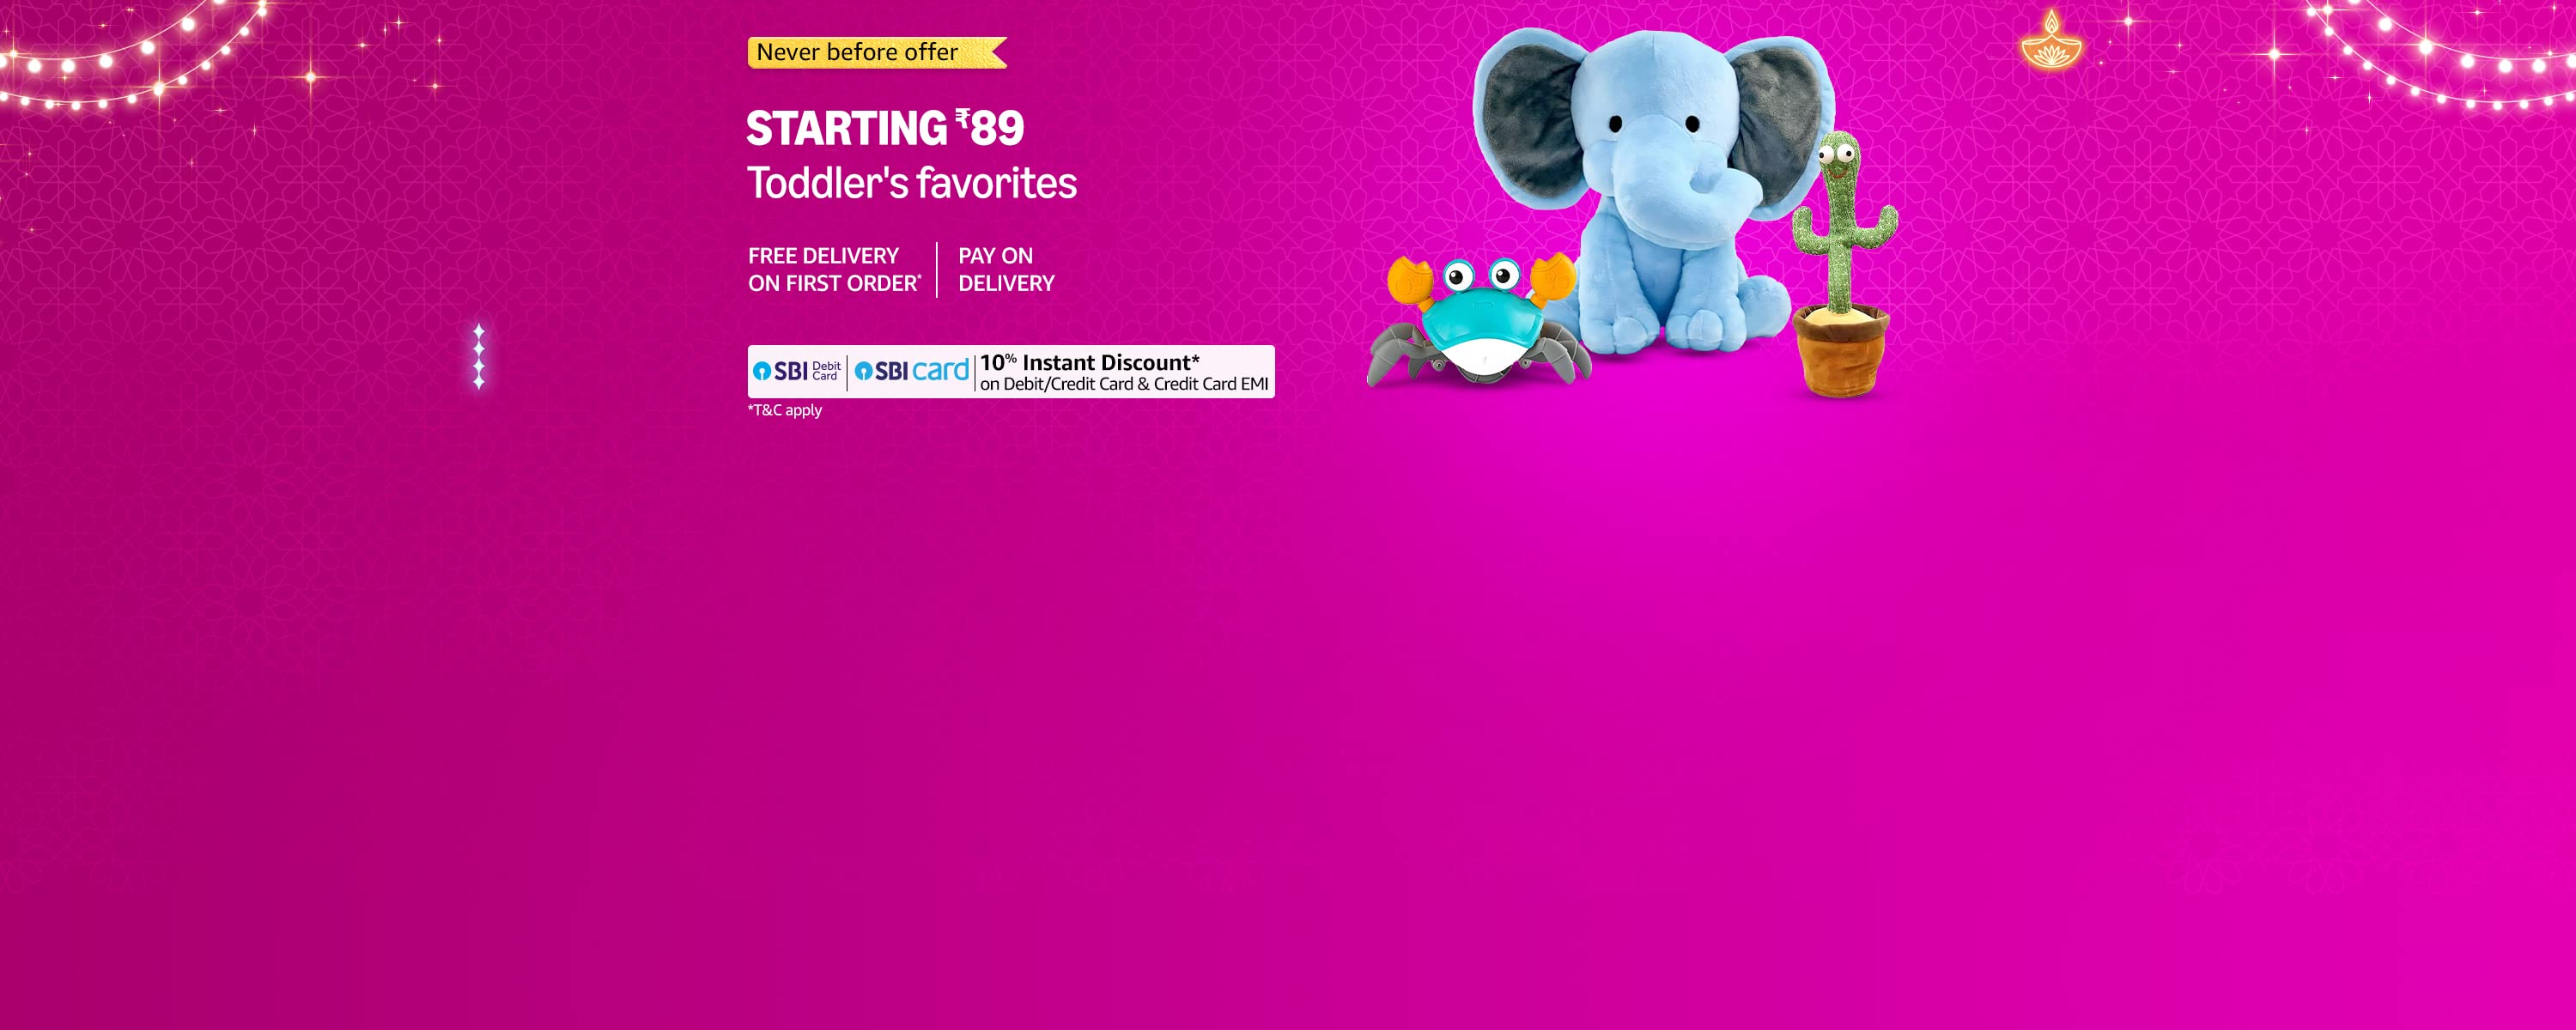 Never before offer
STARTING ₹89
Toddler's favorites
FREE DELIVERY
ON FIRST ORDER*
PAY ON
DELIVERY
SBI Debit Card
SBI card
10% Instant Discount*
on Debit/Credit Card & Credit Card EMI
*T&C apply